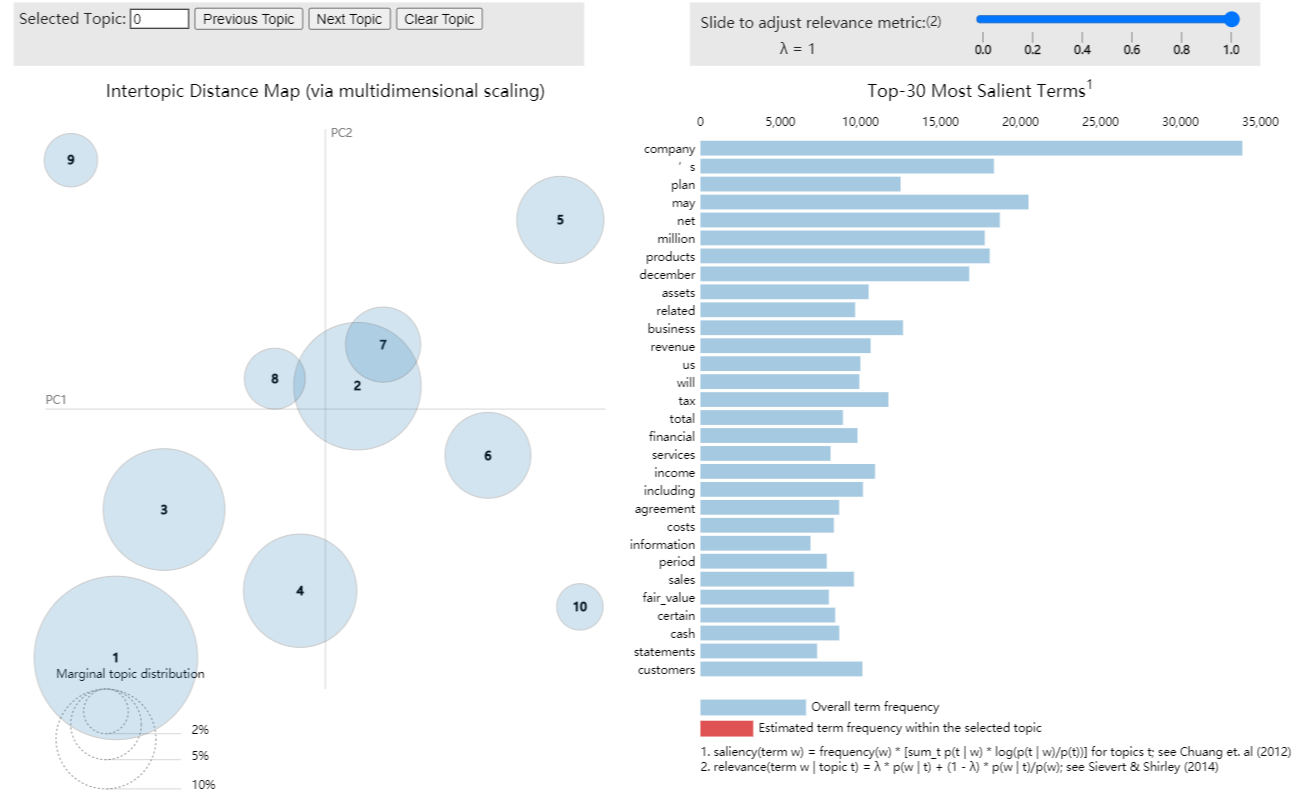 Selected Topic: 0 Previous Topic Next Topic Clear Topic
Slide to adjust relevance metric:(2)
λ = 1
0.0 0.2 0.4 0.6 0.8 1.0
Intertopic Distance Map (via multidimensional scaling)
PC2
PC1
9
5
7
8
2
6
3
4
10
1
Marginal topic distribution
2%
5%
10%
Top-30 Most Salient Terms1
0 5,000 10,000 15,000 20,000 25,000 30,000 35,000
company
' s
plan
may
net
million
products
december
assets
related
business
revenue
us
will
tax
total
financial
services
income
including
agreement
costs
information
period
sales
fair_value
certain
cash
statements
customers
Overall term frequency
Estimated term frequency within the selected topic
1. saliency(term w) = frequency(w) * [sum_t p(t | w) * log(p(t | w)/p(t))] for topics t; see Chuang et. al (2012)
2. relevance(term w | topic t) = λ * p(w | t) + (1 - λ) * p(w | t)/p(w); see Sievert & Shirley (2014)